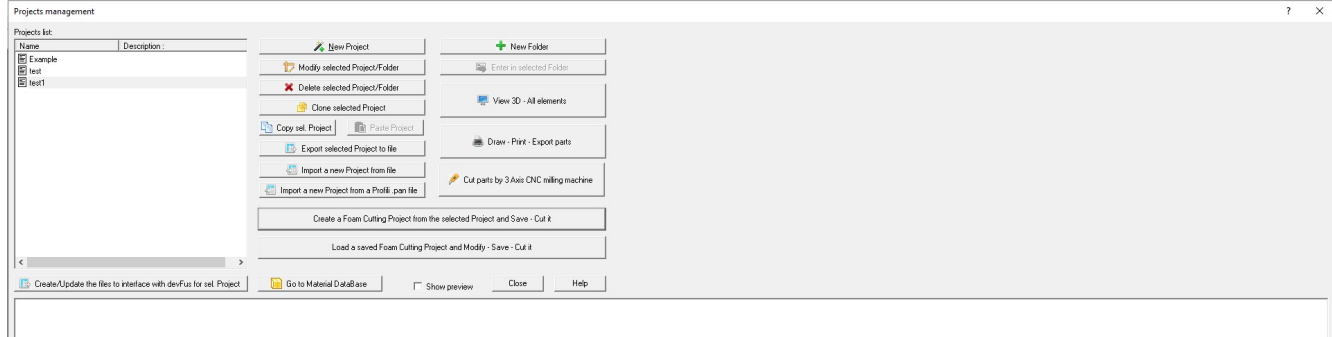 Projects management
? ×
Projects list:
Name Description :
Example
test
test1
New Project
New Folder
Modify selected Project/Folder
Enter in selected Folder
Delete selected Project/Folder
View 3D - All elements
Clone selected Project
Copy sel. Project
Paste Project
Draw - Print - Export parts
Export selected Project to file
Import a new Project from file
Cut parts by 3 Axis CNC milling machine
Import a new Project from a Profili .pan file
Create a Foam Cutting Project from the selected Project and Save - Cut it
Load a saved Foam Cutting Project and Modify - Save - Cut it
Create/Update the files to interface with devFus for sel. Project
Go to Material DataBase
Show preview
Close
Help